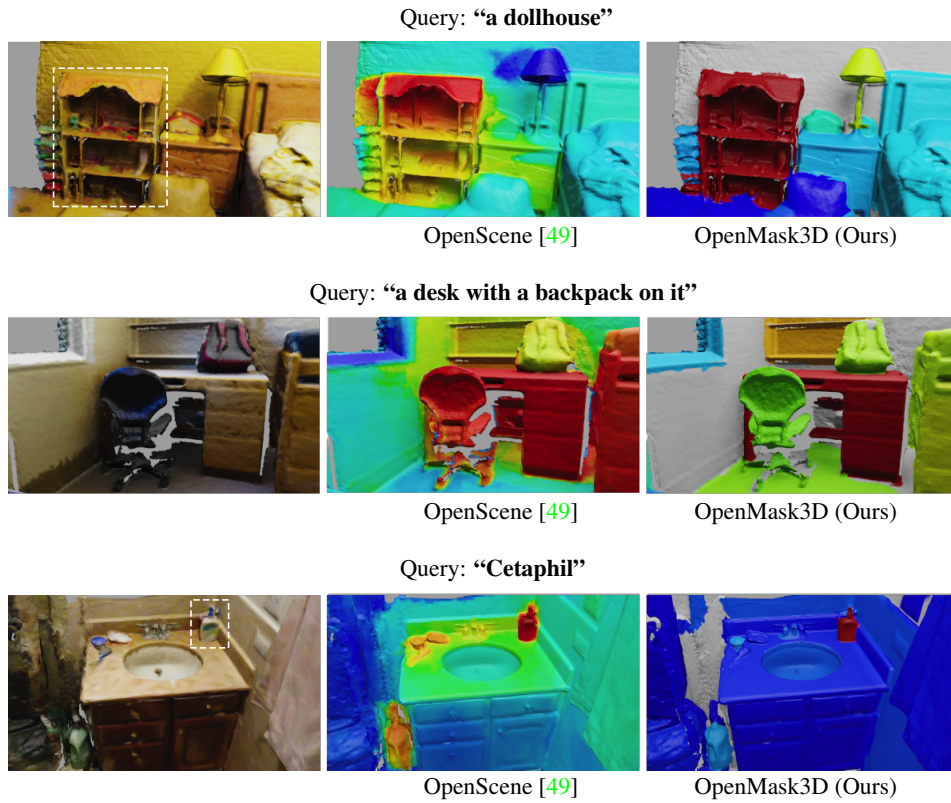 Query: “a dollhouse”
OpenScene [49] OpenMask3D (Ours)
Query: “a desk with a backpack on it”
OpenScene [49] OpenMask3D (Ours)
Query: “Cetaphil”
OpenScene [49] OpenMask3D (Ours)